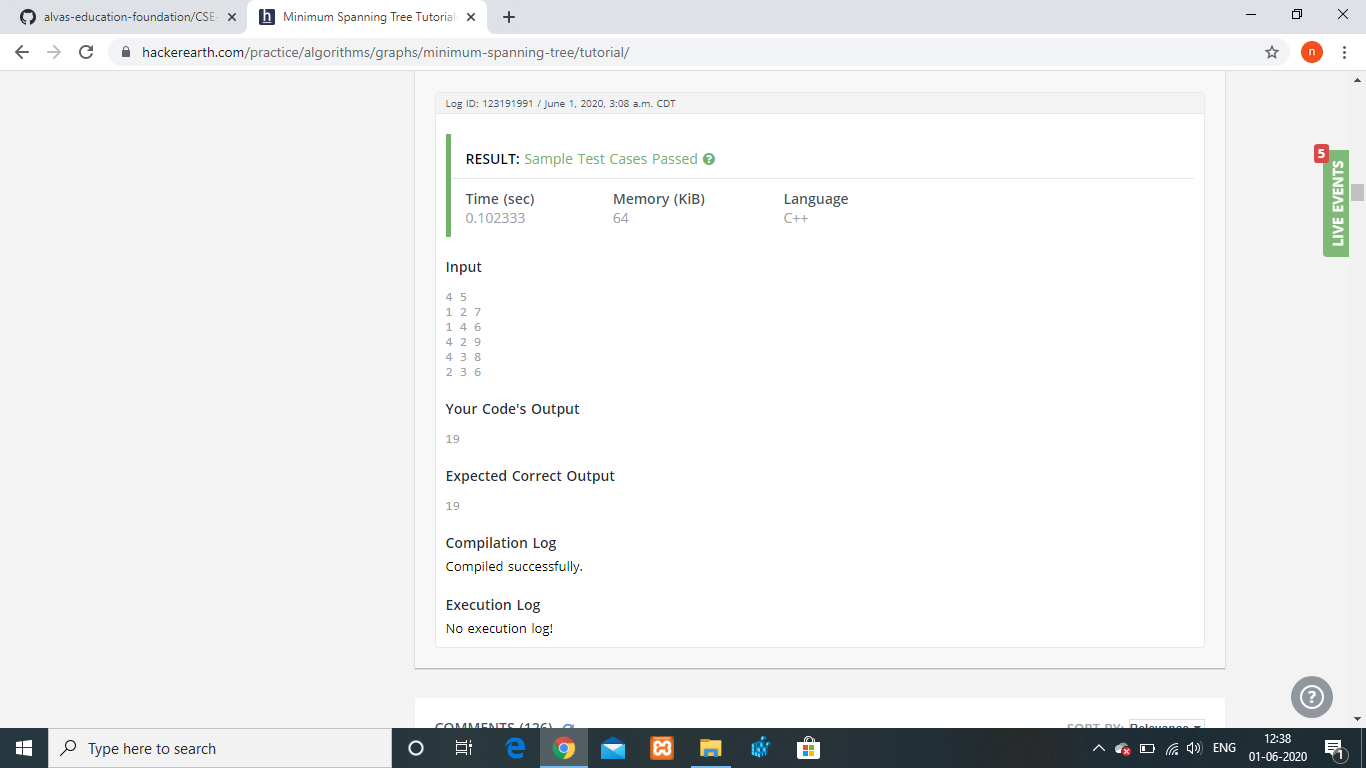 alvas-education-foundation/CSE-
Minimum Spanning Tree Tutorial
hackerearth.com/practice/algorithms/graphs/minimum-spanning-tree/tutorial/
n
Log ID: 123191991 / June 1, 2020, 3:08 a.m. CDT
RESULT: Sample Test Cases Passed ?
Time (sec) Memory (KiB) Language
0.102333 64 C++
5
LIVE EVENTS
Input
4 5
1 2 7
1 4 6
4 2 9
4 3 8
2 3 6
Your Code's Output
19
Expected Correct Output
19
Compilation Log
Compiled successfully.
Execution Log
No execution log!
?
COMMENTS (126) SORT BY: Relevance
Type here to search
ENG
12:38
01-06-2020
1